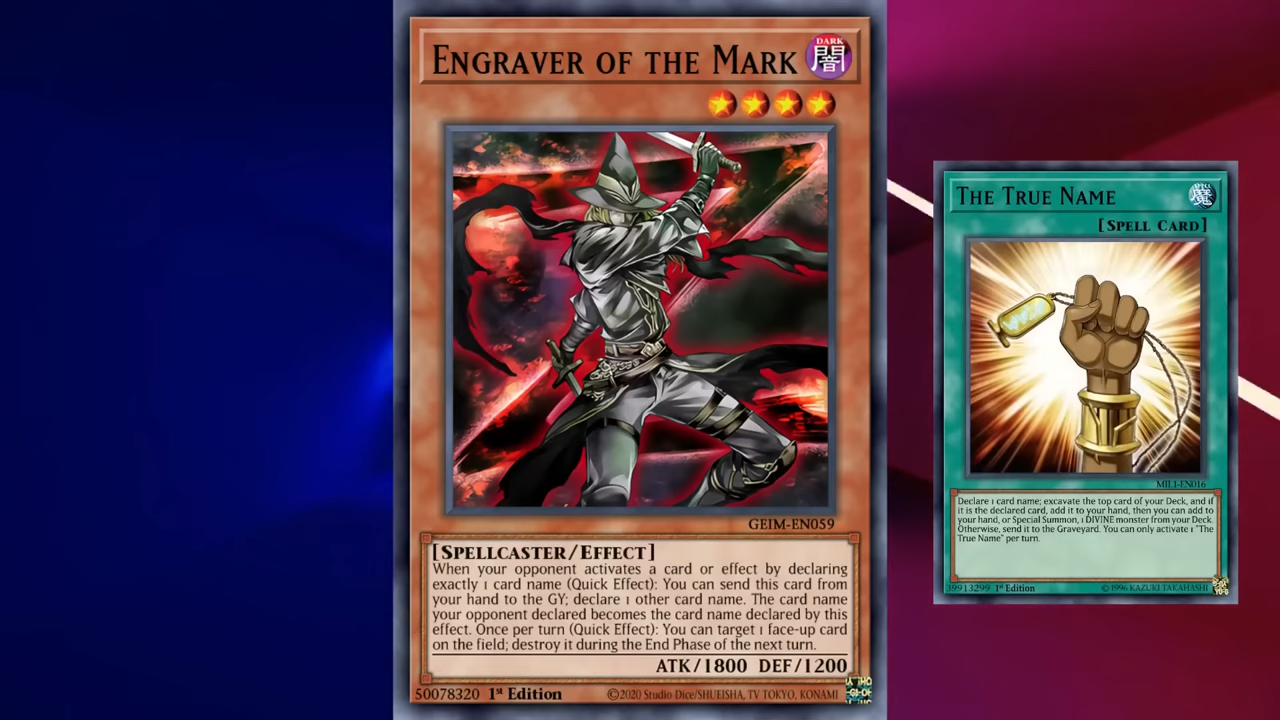 ENGRAVER OF THE MARK
DARK
闇
GEIM-EN059
[SPELLCASTER/EFFECT]
When your opponent activates a card or effect by declaring
exactly 1 card name (Quick Effect): You can send this card from
your hand to the GY; declare 1 other card name. The card name
your opponent declared becomes the card name declared by this
effect. Once per turn (Quick Effect): You can target 1 face-up card
on the field; destroy it during the End Phase of the next turn.
ATK/1800 DEF/1200
50078320 1st Edition ©2020 Studio Dice/SHUEISHA, TV TOKYO, KONAMI
THE TRUE NAME
魔
[SPELL CARD]
MIL1-EN016
Declare 1 card name; excavate the top card of your Deck, and if
it is the declared card, add it to your hand, then you can add to
your hand, or Special Summon, 1 DIVINE monster from your Deck.
Otherwise, send it to the Graveyard. You can only activate 1 "The
True Name" per turn.
39913299 1st Edition ©1996 KAZUKI TAKAHASHI